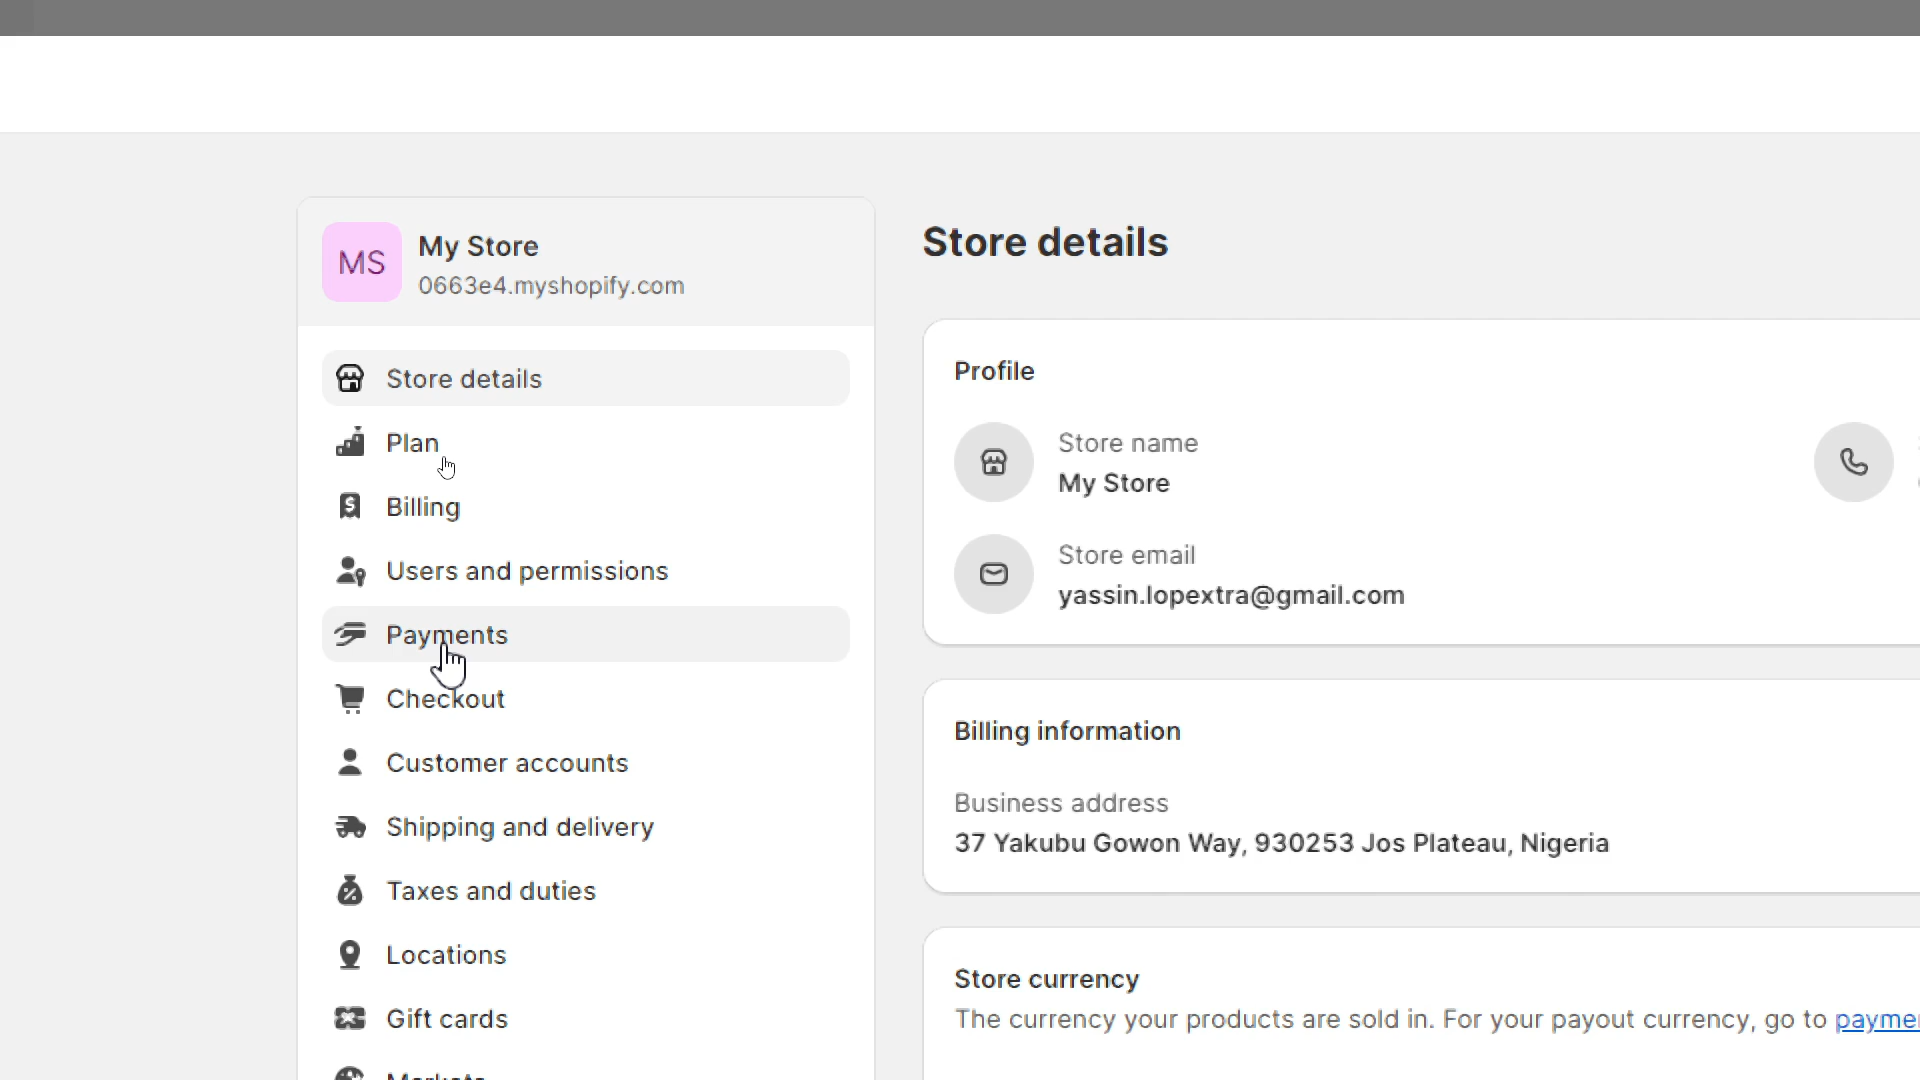 MS
My Store
0663e4.myshopify.com
Store details
Plan
Billing
Users and permissions
Payments
Checkout
Customer accounts
Shipping and delivery
Taxes and duties
Locations
Gift cards
Store details
Profile
Store name
My Store
Store email
yassin.lopextra@gmail.com
Billing information
Business address
37 Yakubu Gowon Way, 930253 Jos Plateau, Nigeria
Store currency
The currency your products are sold in. For your payout currency, go to